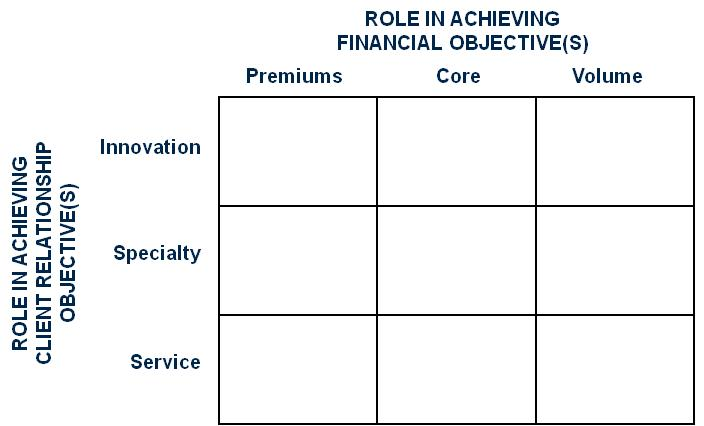 ROLE IN ACHIEVING
FINANCIAL OBJECTIVE(S)
Premiums Core Volume
ROLE IN ACHIEVING
CLIENT RELATIONSHIP
OBJECTIVE(S)
Innovation
Specialty
Service